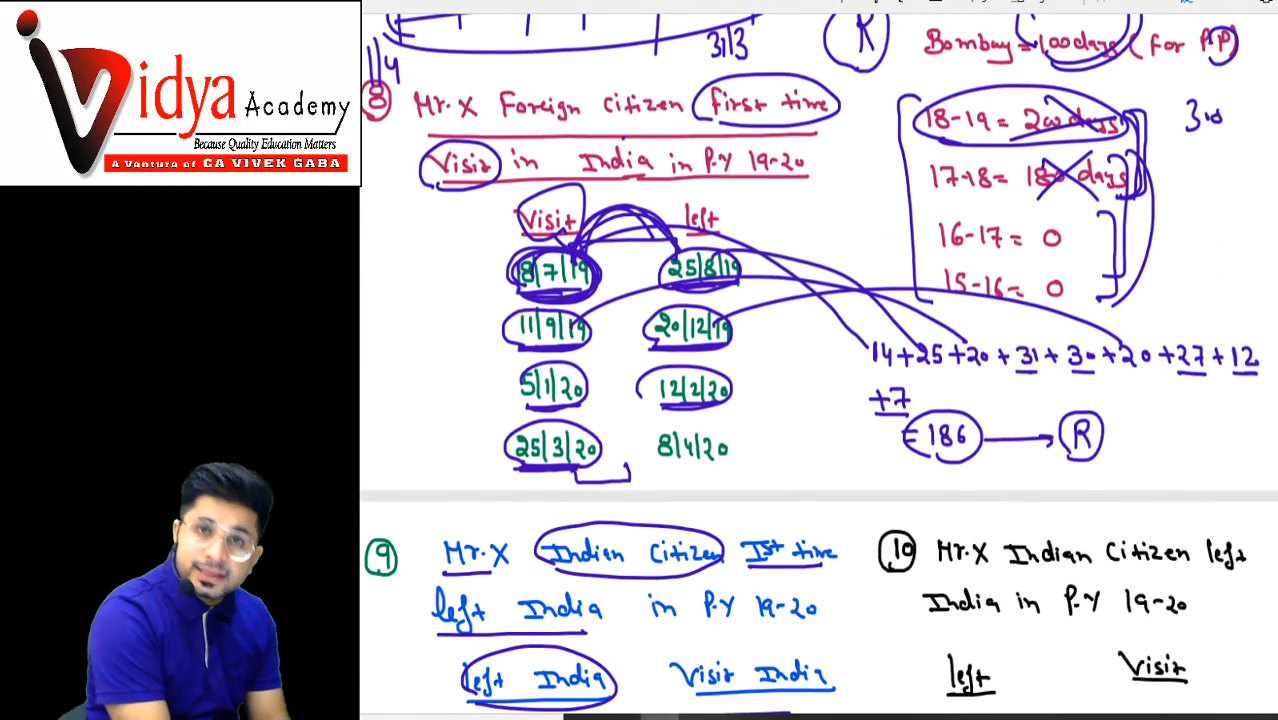 Vidya Academy
Because Quality Education Matters
A Ventura of CA VIVEK GABA
31/3
1/4
R
Bombay = 100 days (for P.P)
8 Mr. X Foreign Citizen first time
Visit in India in P.Y 19-20
Visit left
8/7/19 25/8/19
11/9/19 20/12/19
5/1/20 12/2/20
25/3/20 8/4/20
18-19 = 200 days
17-18 = 180 days
16-17 = 0
15-16 = 0
14+25+20+31+30+20+27+12
+7
= 186 R
9 Mr. X Indian Citizen Ist time
left India in P.Y 19-20
left India Visit India
10 Mr. X Indian Citizen left
India in P.Y 19-20
left Visit